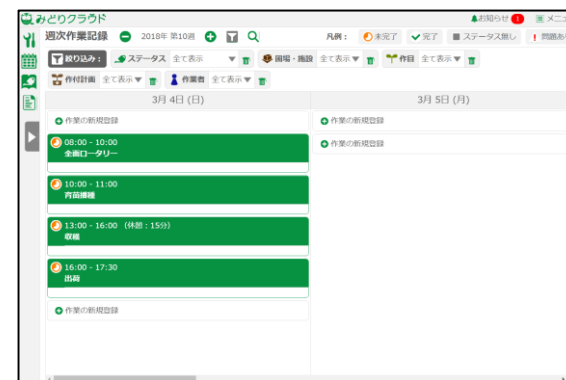 みどりクラウド
お知らせ 1 メニュ
週次作業記録 2018年 第10週 凡例： 未完了 完了 ステータス無し 問題あり
絞り込み： ステータス 全て表示 圃場・施設 全て表示 作目 全て表示
作付計画 全て表示 作業者 全て表示
3月 4日 (日) 3月 5日 (月)
作業の新規登録 作業の新規登録
08:00 - 10:00
全面ロータリー
作業の新規登録
10:00 - 11:00
育苗播種
13:00 - 16:00 （休憩：15分）
収穫
16:00 - 17:30
出荷
作業の新規登録